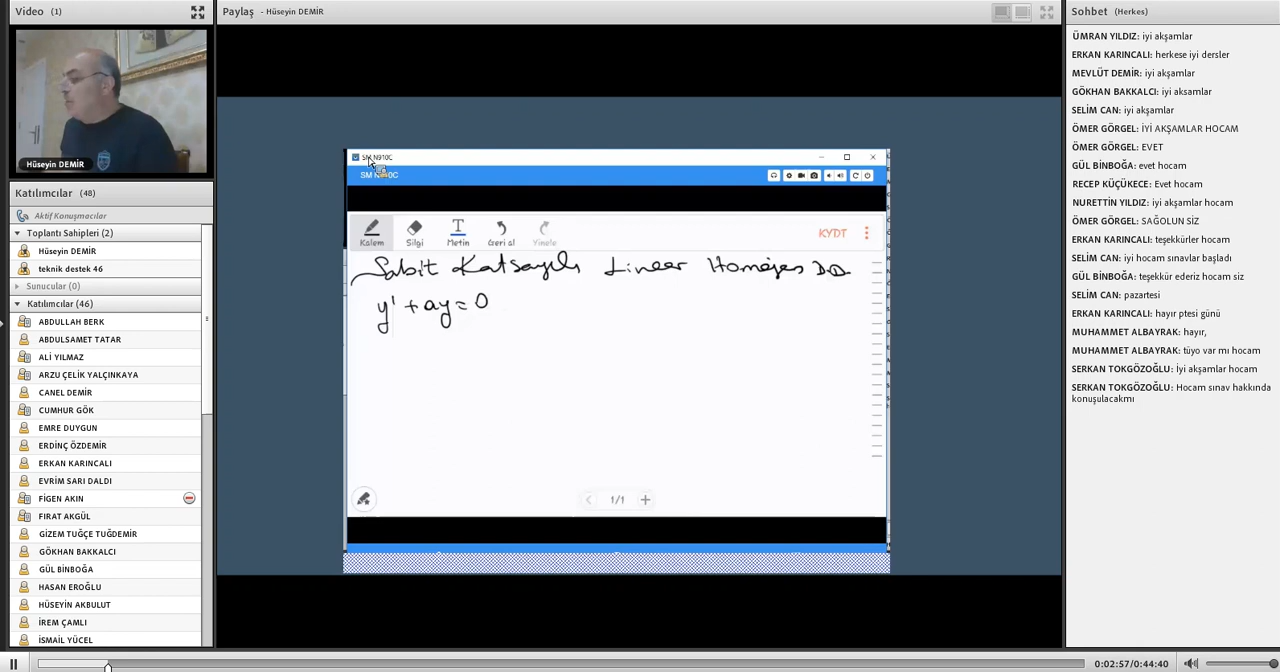 Video (1)
Hüseyin DEMİR
Katılımcılar (48)
Aktif Konuşmacılar
Toplantı Sahipleri (2)
Hüseyin DEMİR
teknik destek 46
Sunucular (0)
Katılımcılar (46)
ABDULLAH BERK
ABDULSAMET TATAR
ALİ YILMAZ
ARZU ÇELİK YALÇINKAYA
CANEL DEMİR
CUMHUR GÖK
EMRE DUYGUN
ERDİNÇ ÖZDEMİR
ERKAN KARINCALI
EVRİM SARI DALDI
FİGEN AKIN
FIRAT AKGÜL
GİZEM TUĞÇE TUĞDEMİR
GÖKHAN BAKKALCI
GÜL BİNBOĞA
HASAN EROĞLU
HÜSEYİN AKBULUT
İREM ÇAMLI
İSMAİL YÜCEL
Paylaş - Hüseyin DEMİR
SM N910C
SM N910C
Kalem Silgi Metin Geri al Yinele KYDT
Sabit Katsayılı Lineer Homojen D.D.
y' + ay = 0
1/1
Sohbet (Herkes)
ÜMRAN YILDIZ: iyi akşamlar
ERKAN KARINCALI: herkese iyi dersler
MEVLÜT DEMİR: iyi akşamlar
GÖKHAN BAKKALCI: iyi aksamlar
SELİM CAN: iyi akşamlar
ÖMER GÖRGEL: İYİ AKŞAMLAR HOCAM
ÖMER GÖRGEL: EVET
GÜL BİNBOĞA: evet hocam
RECEP KÜÇÜKECE: Evet hocam
NURETTİN YILDIZ: iyi akşamlar hocam
ÖMER GÖRGEL: SAĞOLUN SİZ
ERKAN KARINCALI: teşekkürler hocam
SELİM CAN: iyi hocam sınavlar başladı
GÜL BİNBOĞA: teşekkür ederiz hocam siz
SELİM CAN: pazartesi
ERKAN KARINCALI: hayır ptesi günü
MUHAMMET ALBAYRAK: hayır,
MUHAMMET ALBAYRAK: tüyo var mı hocam
SERKAN TOKGÖZOĞLU: İyi akşamlar hocam
SERKAN TOKGÖZOĞLU: Hocam sınav hakkında
konuşulacakmı
0:02:57/0:44:40